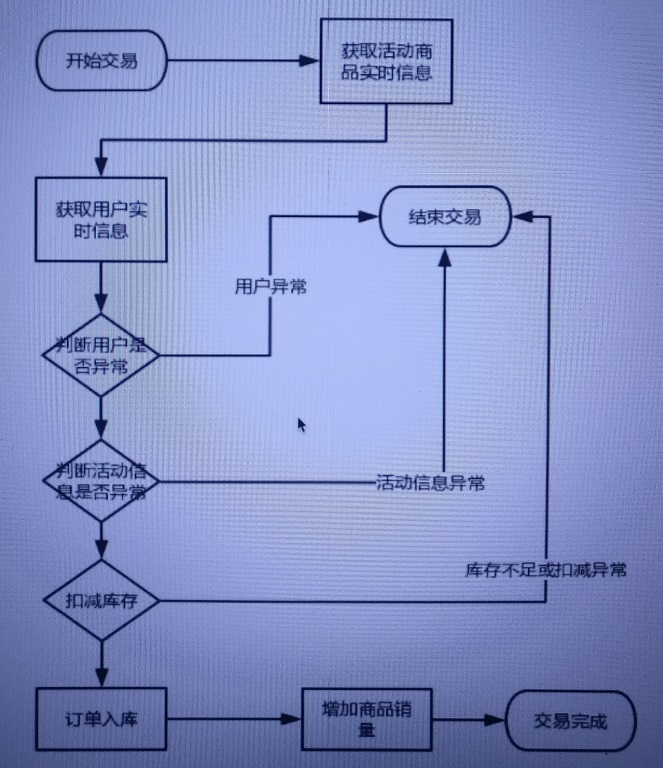 开始交易
获取活动商
品实时信息
获取用户实
时信息
结束交易
用户异常
判断用户是
否异常
判断活动信
息是否异常
活动信息异常
库存不足或扣减异常
扣减库存
订单入库
增加商品销
量
交易完成